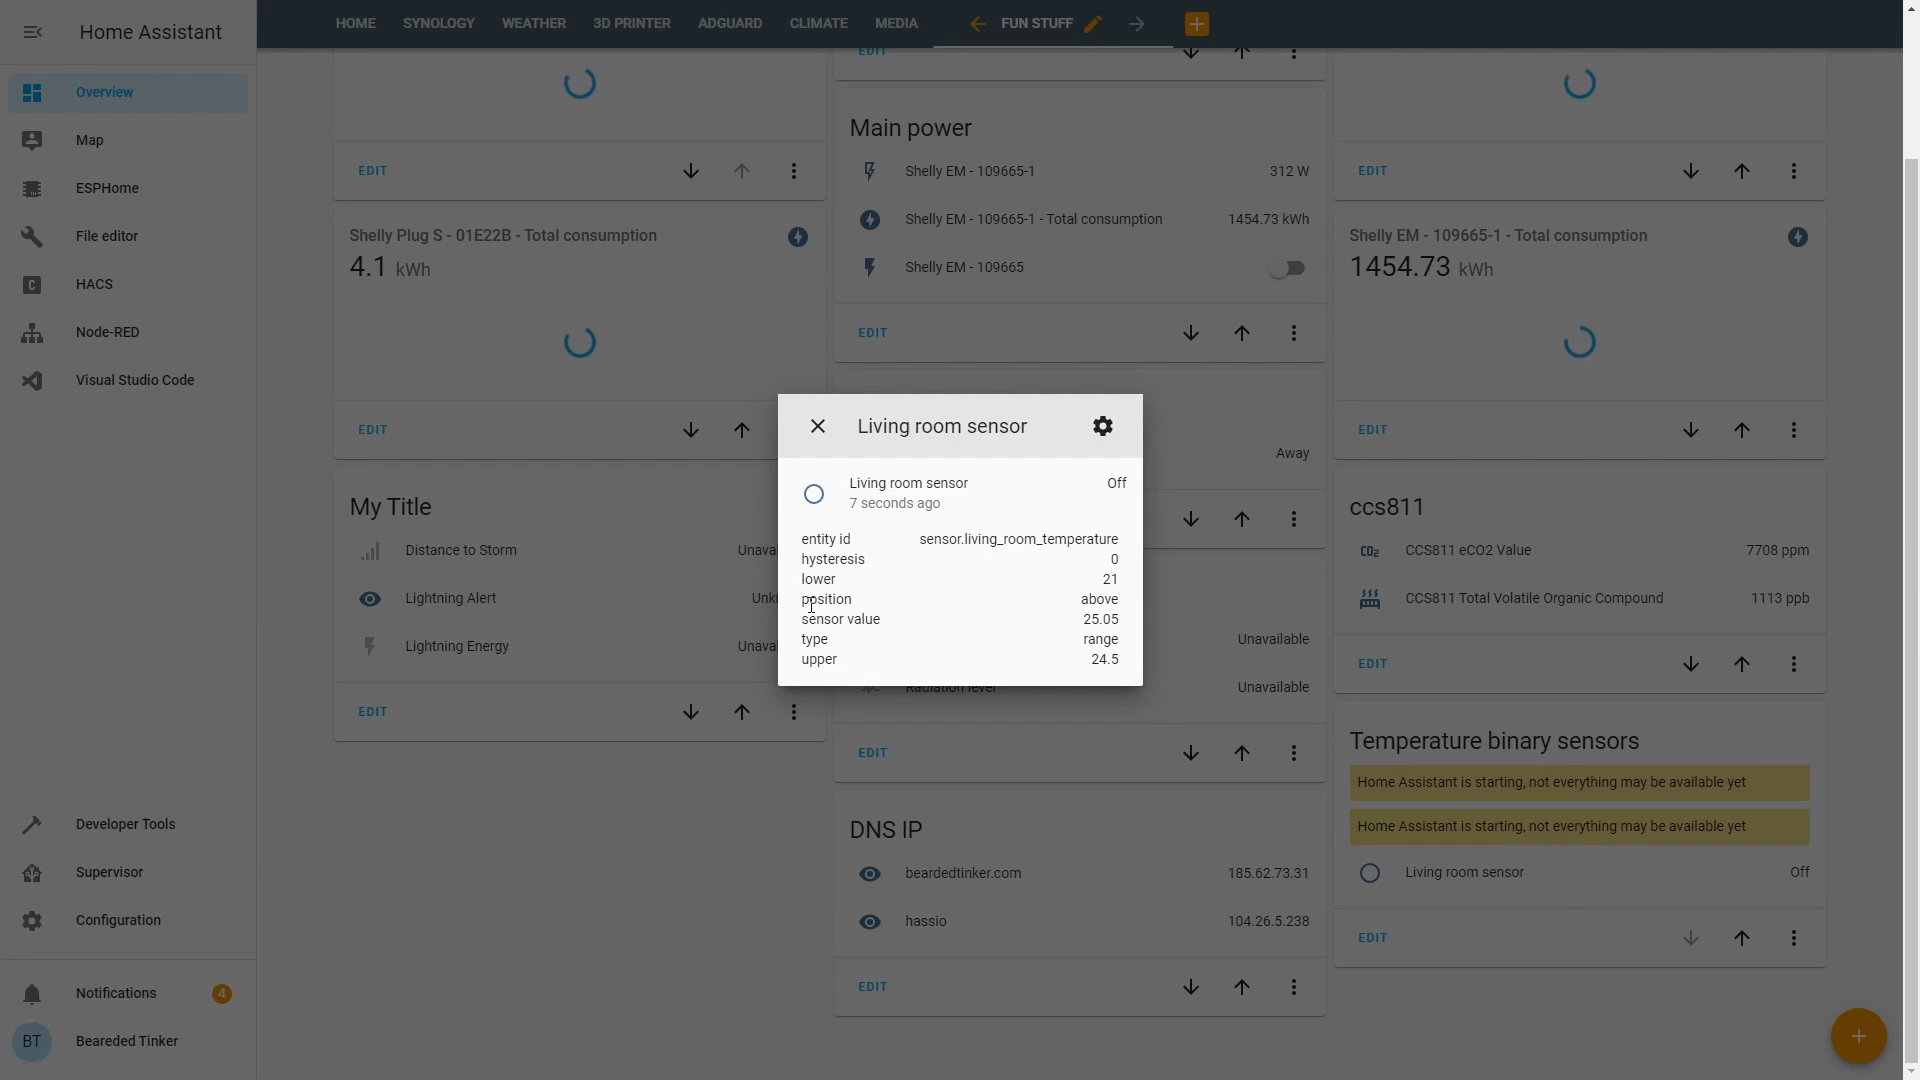 Home Assistant
HOME
SYNOLOGY
WEATHER
3D PRINTER
ADGUARD
CLIMATE
MEDIA
FUN STUFF
Overview
Map
ESPHome
File editor
HACS
Node-RED
Visual Studio Code
Developer Tools
Supervisor
Configuration
Notifications
4
BT
Bearded Tinker
EDIT
Shelly Plug S - 01E22B - Total consumption
4.1 kWh
EDIT
My Title
Distance to Storm
Unava
Lightning Alert
Unkn
Lightning Energy
Unava
EDIT
EDIT
Main power
Shelly EM - 109665-1
312 W
Shelly EM - 109665-1 - Total consumption
1454.73 kWh
Shelly EM - 109665
EDIT
Away
Living room sensor
Living room sensor
Off
7 seconds ago
entity id
sensor.living_room_temperature
hysteresis
0
lower
21
position
above
sensor value
25.05
type
range
upper
24.5
Unavailable
Radiation level
Unavailable
EDIT
DNS IP
beardedtinker.com
185.62.73.31
hassio
104.26.5.238
EDIT
EDIT
Shelly EM - 109665-1 - Total consumption
1454.73 kWh
EDIT
ccs811
CO2
CCS811 eCO2 Value
7708 ppm
CCS811 Total Volatile Organic Compound
1113 ppb
EDIT
Temperature binary sensors
Home Assistant is starting, not everything may be available yet
Home Assistant is starting, not everything may be available yet
Living room sensor
Off
EDIT